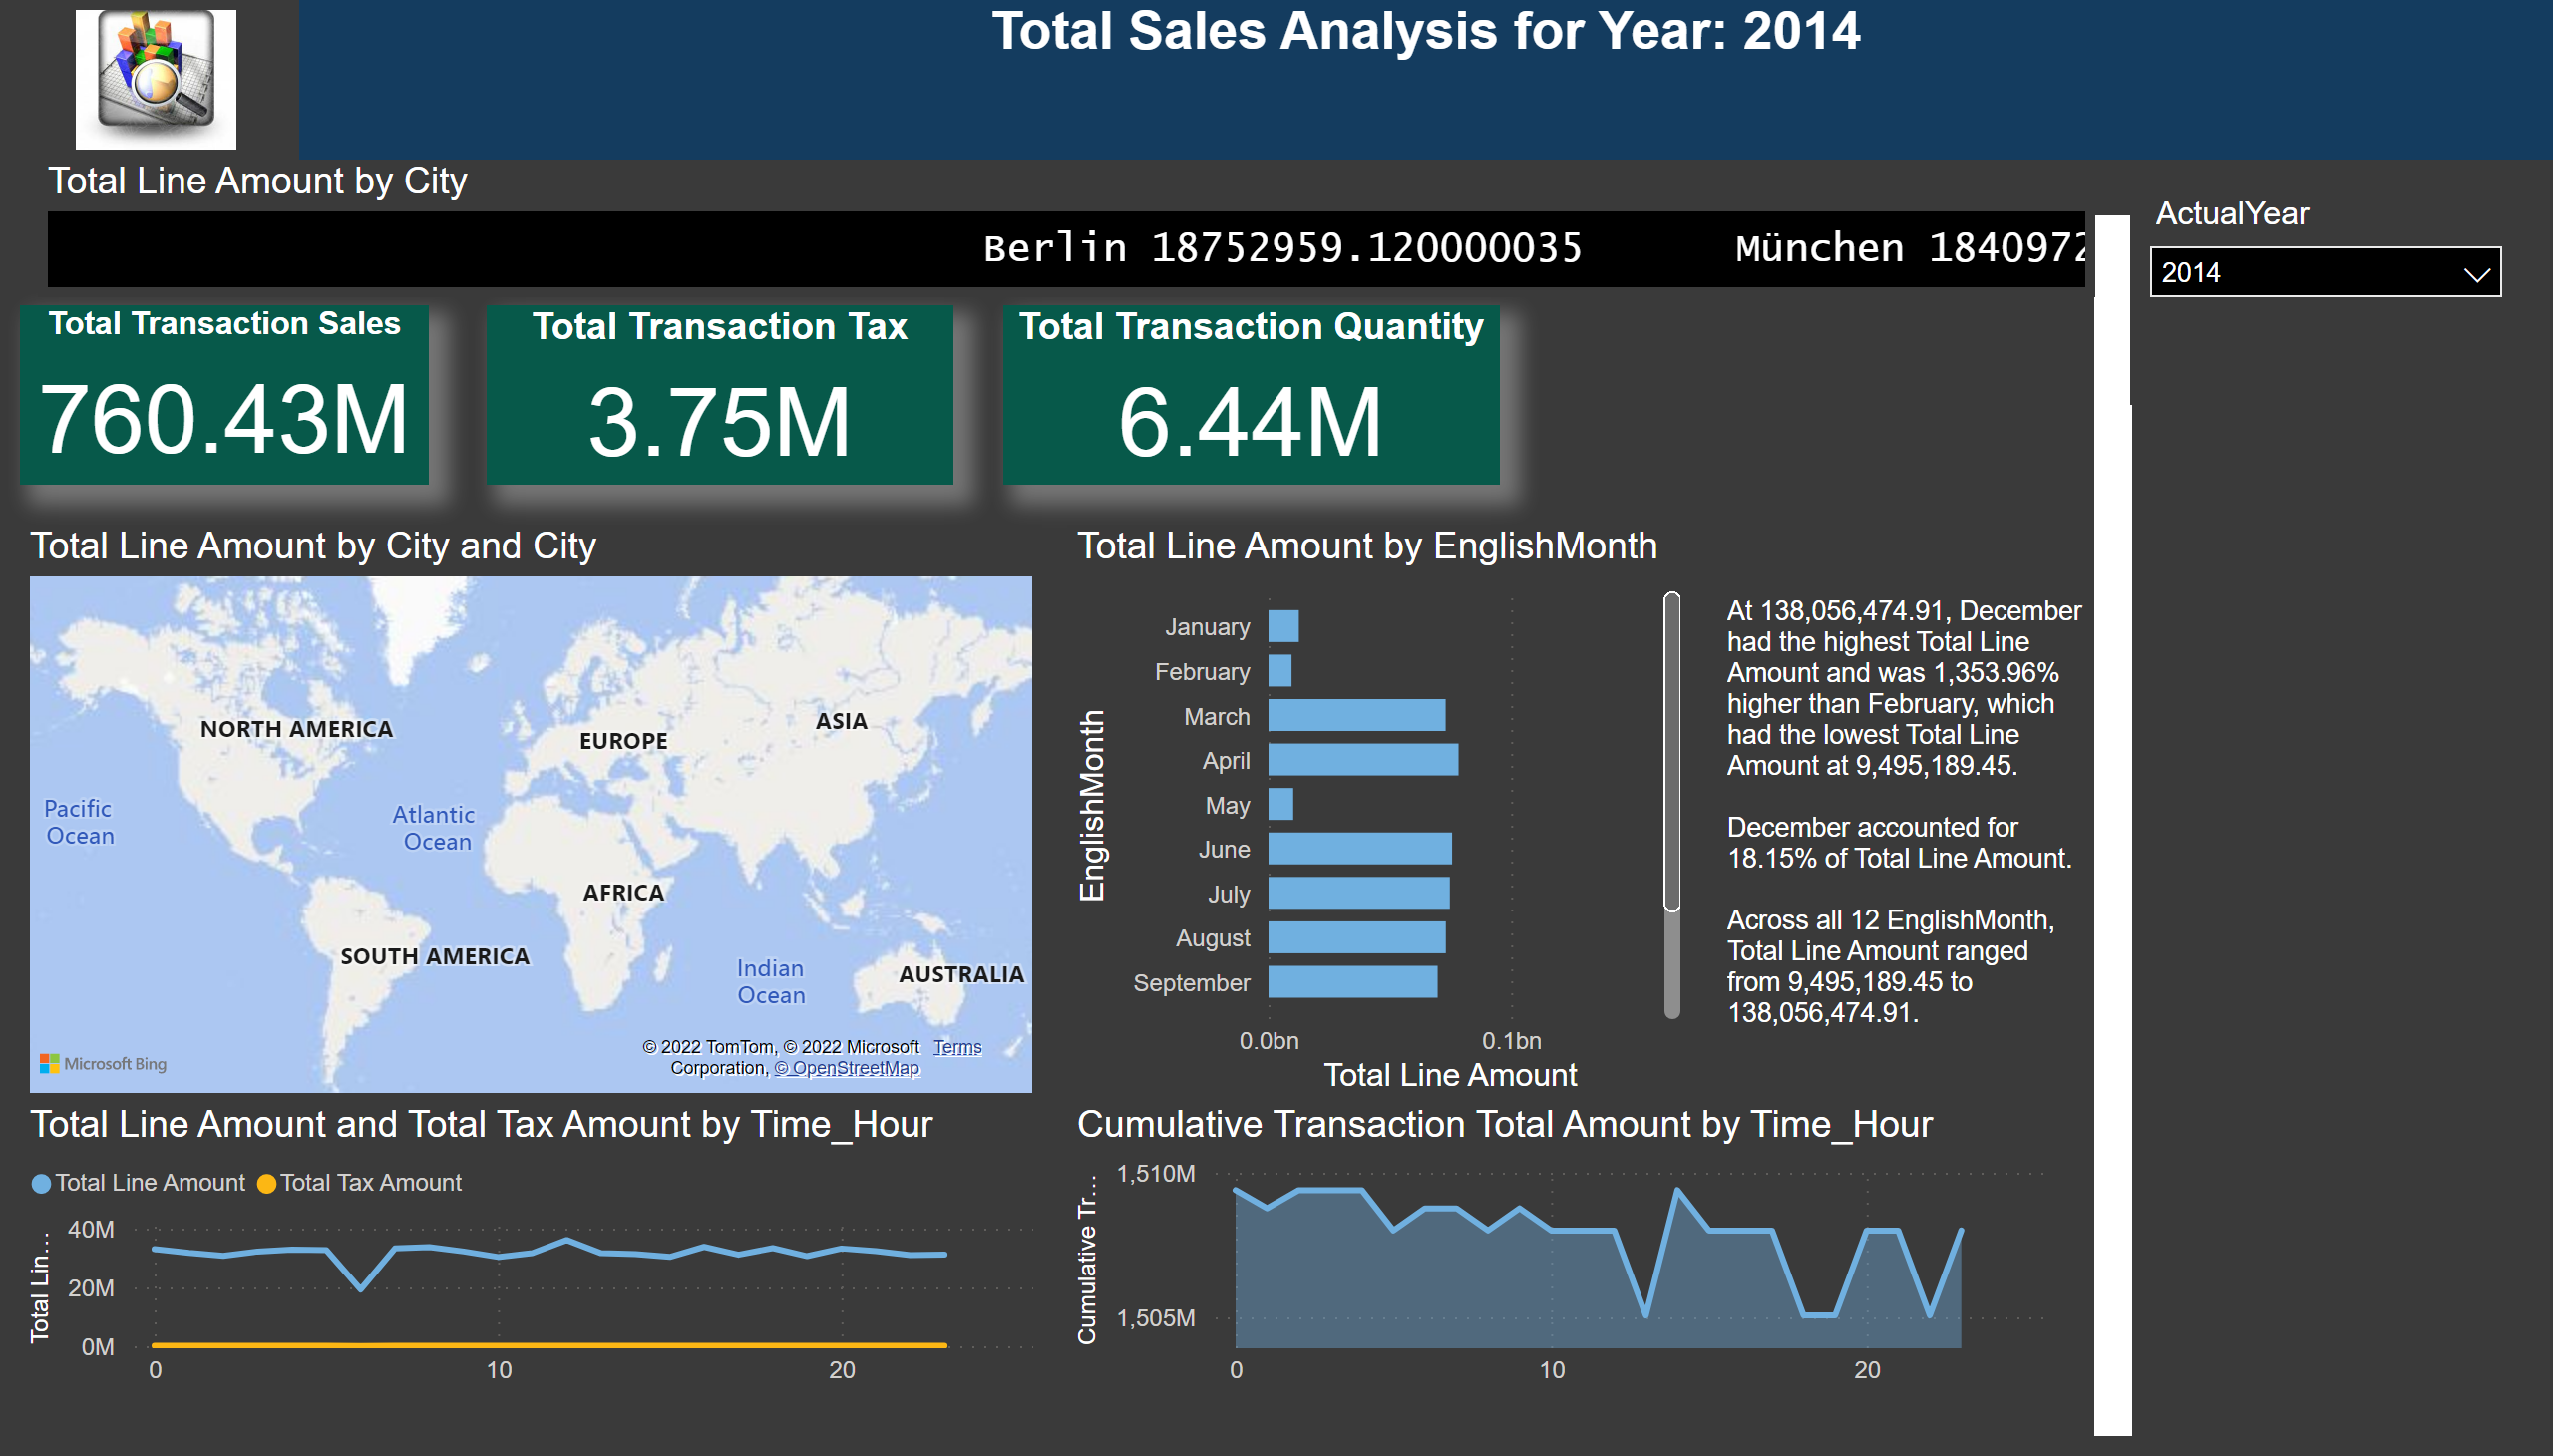 Total Sales Analysis for Year: 2014
Total Line Amount by City
Berlin 18752959.120000035 München 1840972
ActualYear
2014
Total Transaction Sales
760.43M
Total Transaction Tax
3.75M
Total Transaction Quantity
6.44M
Total Line Amount by City and City
NORTH AMERICA
EUROPE
ASIA
Pacific
Ocean
Atlantic
Ocean
AFRICA
SOUTH AMERICA
Indian
Ocean
AUSTRALIA
© 2022 TomTom, © 2022 Microsoft Terms
Corporation, © OpenStreetMap
Microsoft Bing
Total Line Amount by EnglishMonth
EnglishMonth
January
February
March
April
May
June
July
August
September
0.0bn 0.1bn
Total Line Amount
At 138,056,474.91, December
had the highest Total Line
Amount and was 1,353.96%
higher than February, which
had the lowest Total Line
Amount at 9,495,189.45.
December accounted for
18.15% of Total Line Amount.
Across all 12 EnglishMonth,
Total Line Amount ranged
from 9,495,189.45 to
138,056,474.91.
Total Line Amount and Total Tax Amount by Time_Hour
Total Line Amount Total Tax Amount
Total Lin...
40M
20M
0M
0 10 20
Cumulative Transaction Total Amount by Time_Hour
Cumulative Tr...
1,510M
1,505M
0 10 20